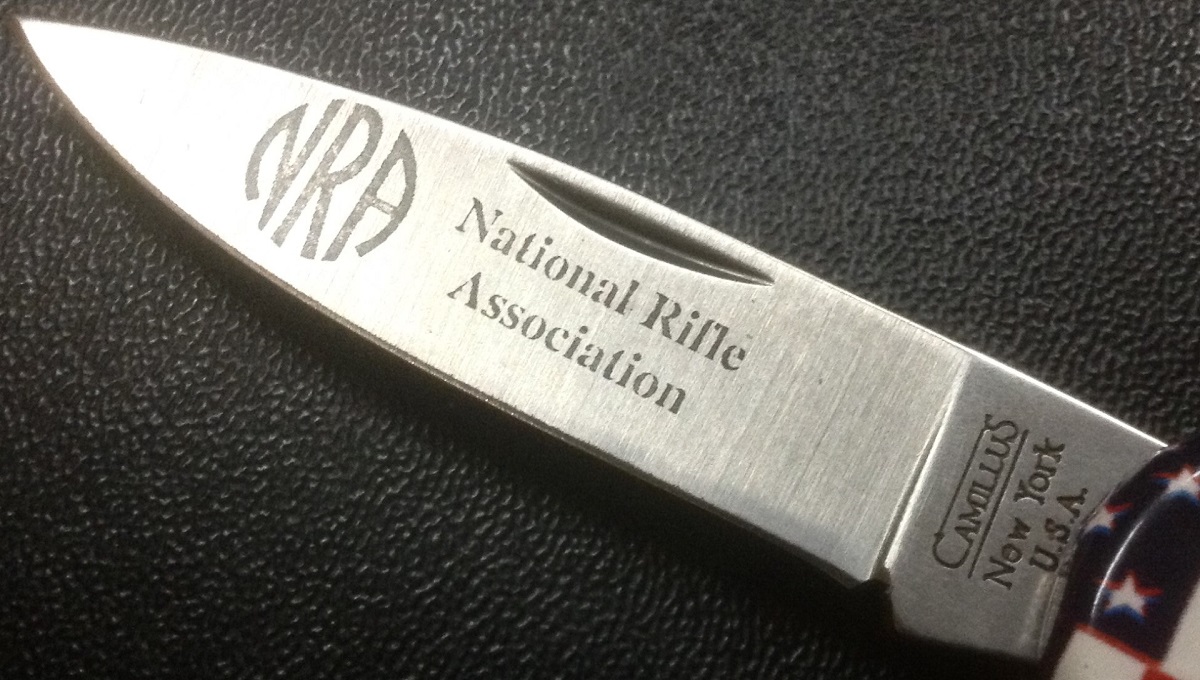 NRA
National Rifle
Association
CAMILLUS
New York
U.S.A.